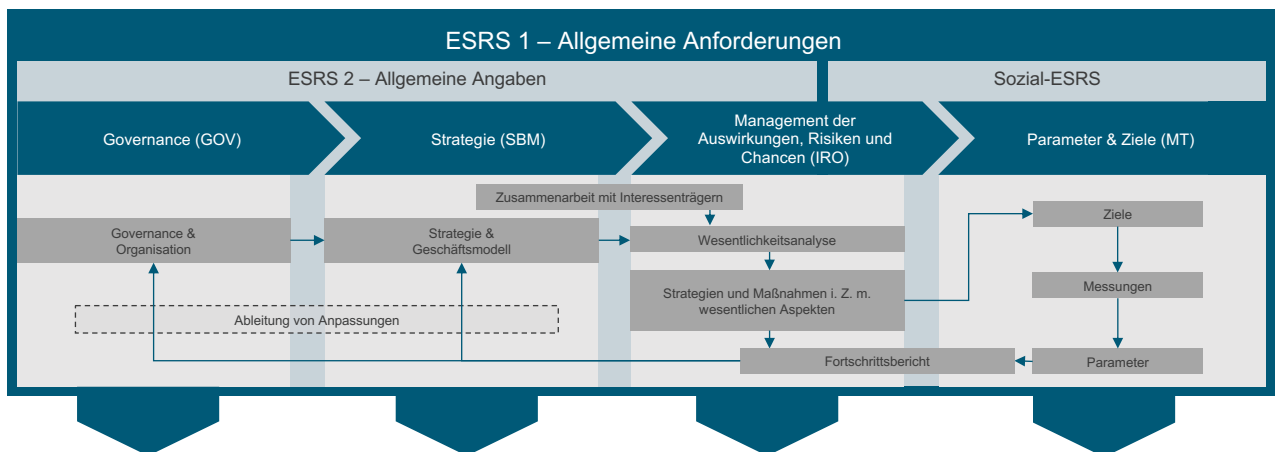 ESRS 1 – Allgemeine Anforderungen
ESRS 2 – Allgemeine Angaben
Sozial-ESRS
Governance (GOV)
Strategie (SBM)
Management der
Auswirkungen, Risiken und
Chancen (IRO)
Parameter & Ziele (MT)
Zusammenarbeit mit Interessenträgern
Governance &
Organisation
Strategie &
Geschäftsmodell
Wesentlichkeitsanalyse
Ziele
Strategien und Maßnahmen i. Z. m.
wesentlichen Aspekten
Messungen
Ableitung von Anpassungen
Fortschrittsbericht
Parameter